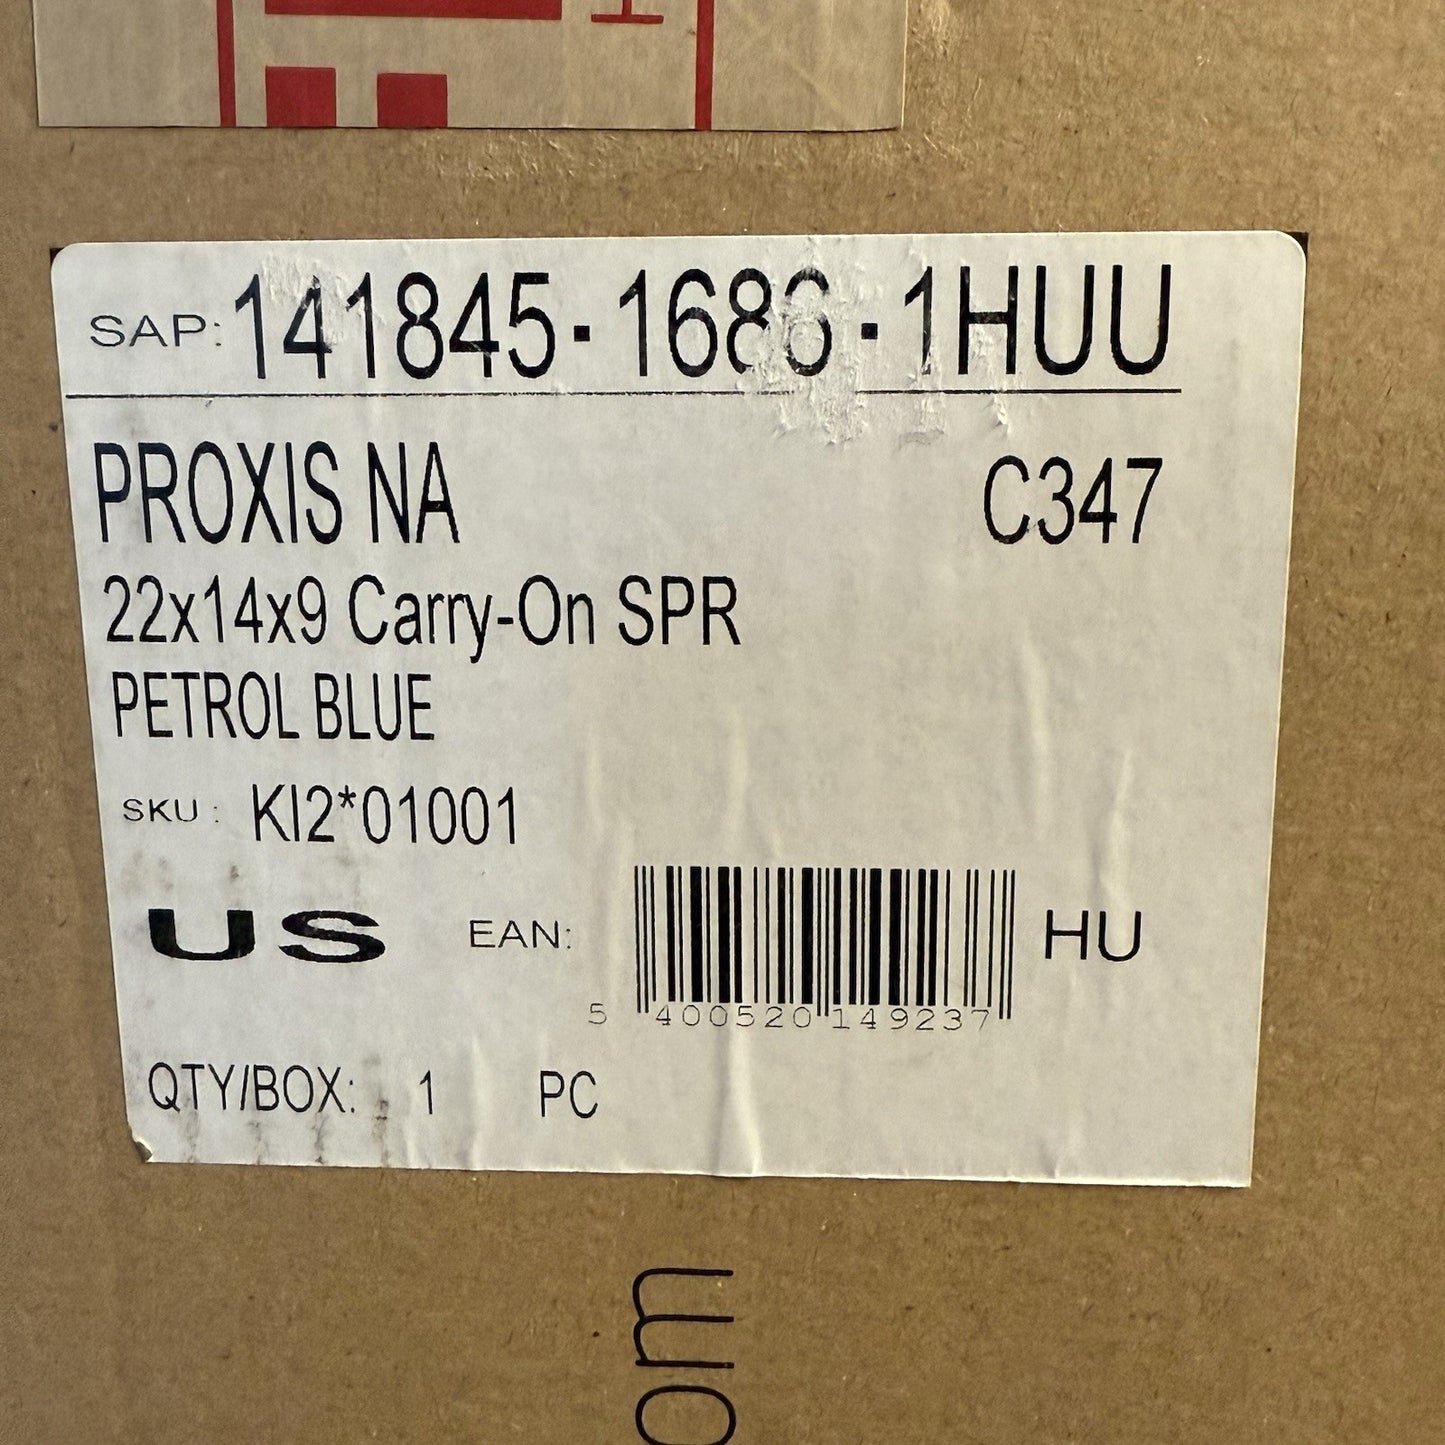 SAP: 141845-1686-1HUU
PROXIS NA C347
22x14x9 Carry-On SPR
PETROL BLUE
SKU: KI2*01001
US EAN: HU
5 400520 149237
QTY/BOX: 1 PC
om